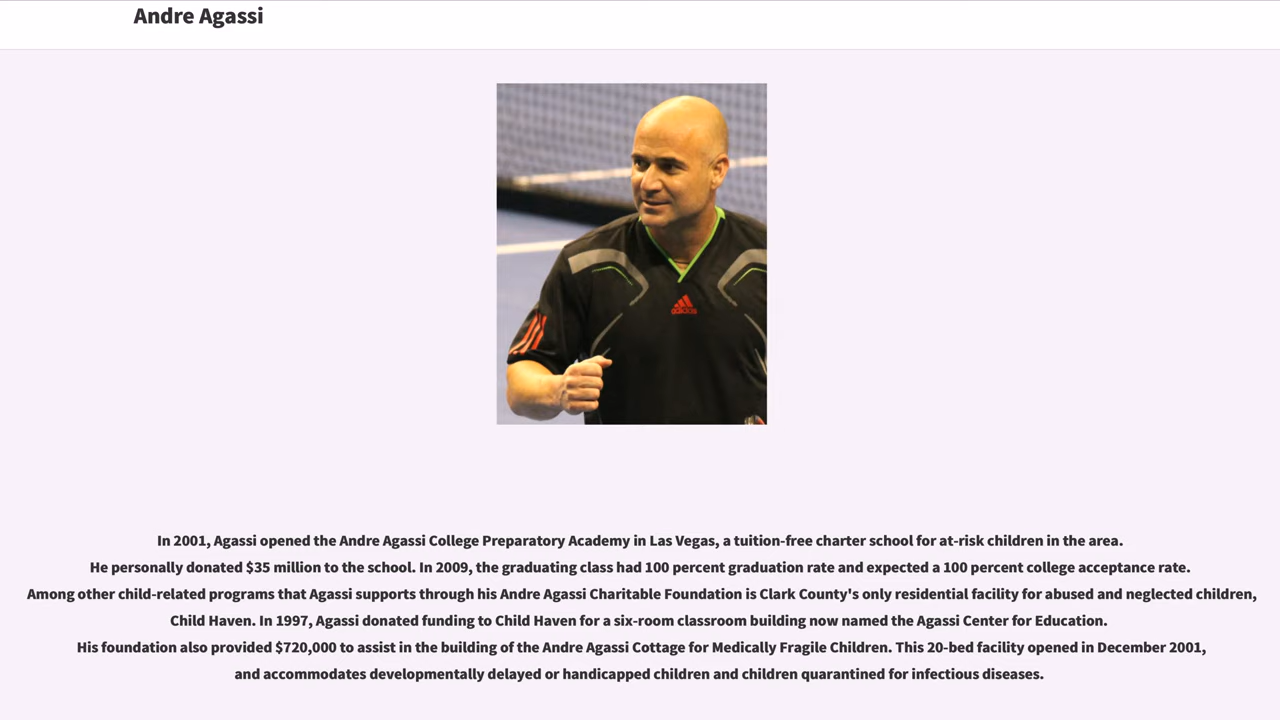 Andre Agassi
adidas
In 2001, Agassi opened the Andre Agassi College Preparatory Academy in Las Vegas, a tuition-free charter school for at-risk children in the area.
He personally donated $35 million to the school. In 2009, the graduating class had 100 percent graduation rate and expected a 100 percent college acceptance rate.
Among other child-related programs that Agassi supports through his Andre Agassi Charitable Foundation is Clark County's only residential facility for abused and neglected children,
Child Haven. In 1997, Agassi donated funding to Child Haven for a six-room classroom building now named the Agassi Center for Education.
His foundation also provided $720,000 to assist in the building of the Andre Agassi Cottage for Medically Fragile Children. This 20-bed facility opened in December 2001,
and accommodates developmentally delayed or handicapped children and children quarantined for infectious diseases.